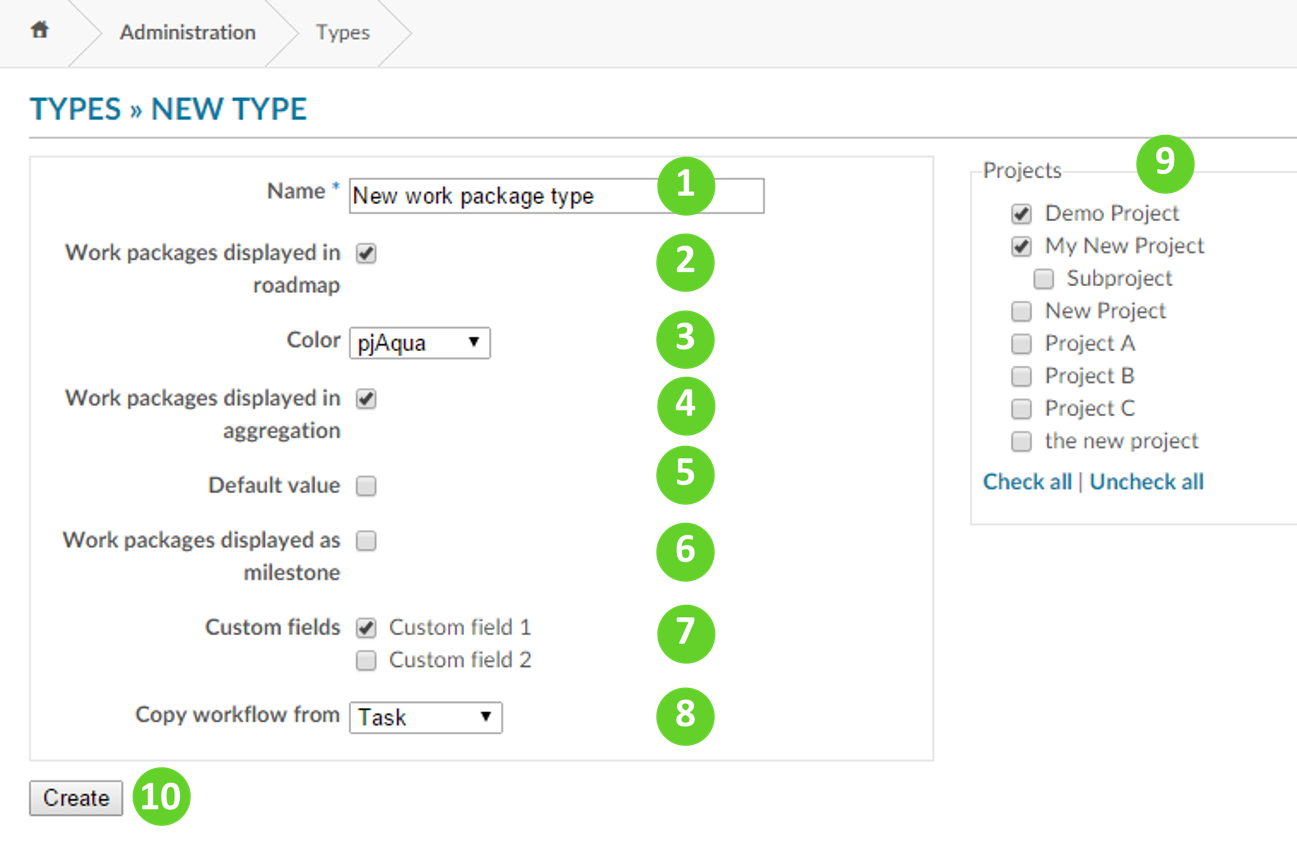 Administration Types
TYPES » NEW TYPE
Name * New work package type 1
Work packages displayed in
roadmap
2
Color pjAqua 3
Work packages displayed in
aggregation
4
Default value 5
Work packages displayed as
milestone
6
Custom fields Custom field 1
Custom field 2
7
Copy workflow from Task 8
Projects 9
Demo Project
My New Project
Subproject
New Project
Project A
Project B
Project C
the new project
Check all | Uncheck all
Create 10